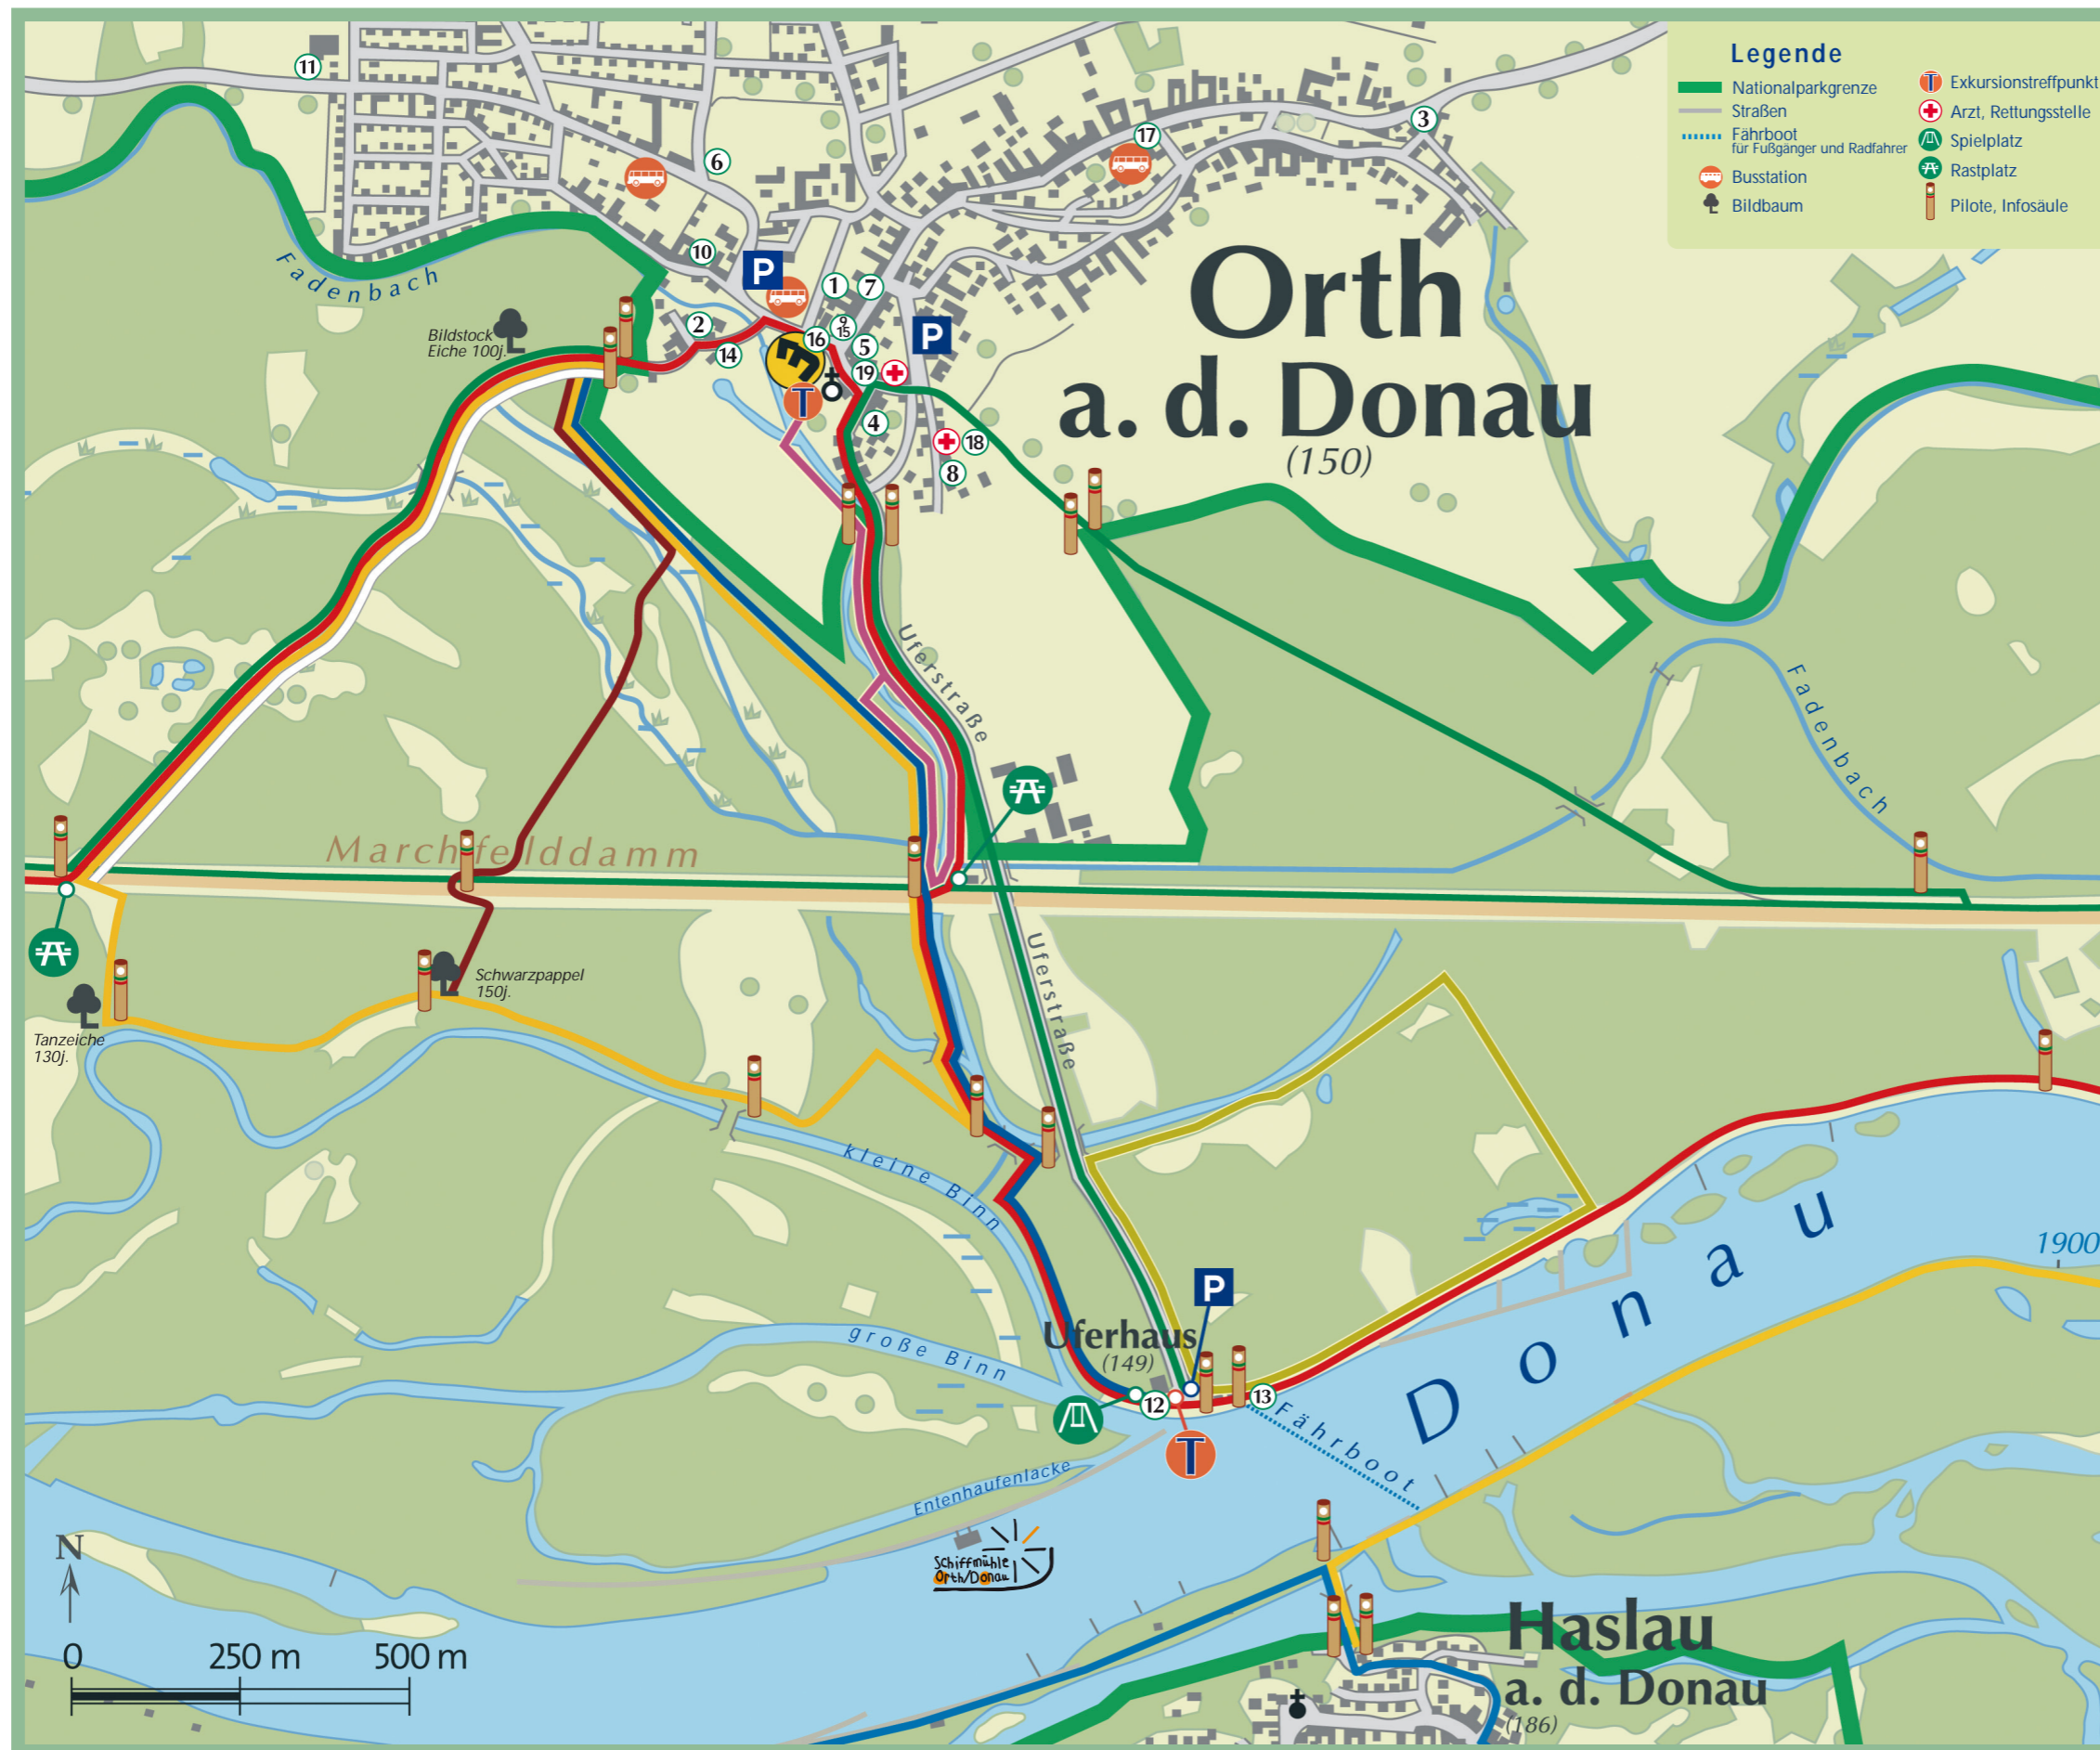 Legende
Nationalparkgrenze
Straßen
Fährboot
für Fußgänger und Radfahrer
Busstation
Bildbaum
T Exkursionstreffpunkt
Arzt, Rettungsstelle
Spielplatz
Rastplatz
Pilote, Infosäule
11
6
17
3
10
P
1
7
2
9
15
16
14
5
P
19
T
4
18
8
Fadenbach
Bildstock
Eiche 100j.
Orth
a. d. Donau
(150)
Uferstraße
Fadenbach
Marchfelddamm
Schwarzpappel
150j.
Tanzeiche
130j.
Uferstraße
kleine Binn
große Binn
P
Uferhaus
(149)
12
13
T
Fährboot
Donau
1900
Entenhaufenlacke
Schiffmühle
Orth/Donau
N
0 250 m 500 m
Haslau
a. d. Donau
(186)